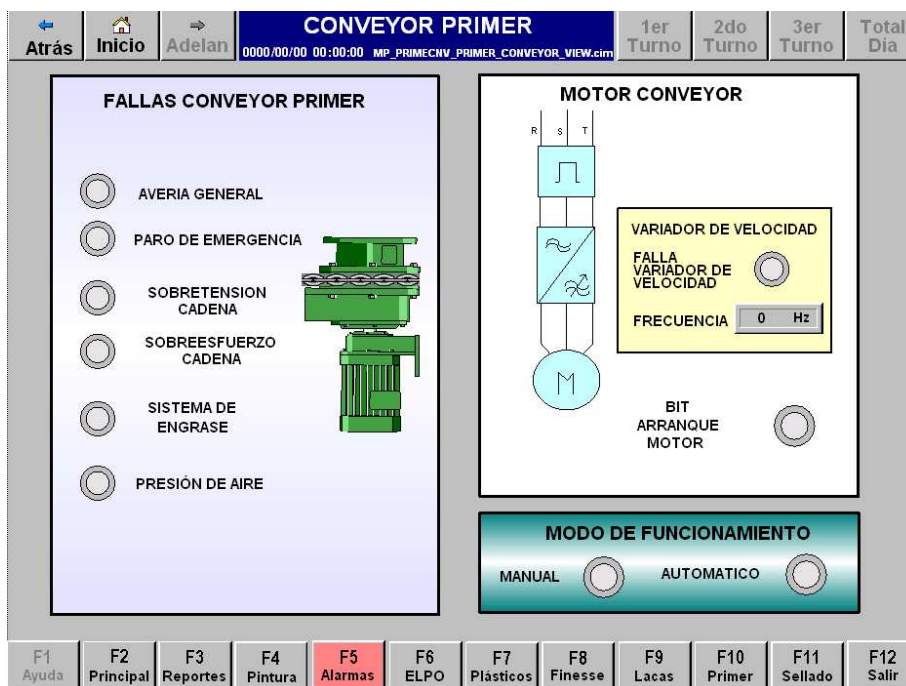 Atrás
Inicio
Adelan
CONVEYOR PRIMER
0000/00/00 00:00:00 MP_PRIMECNV_PRIMER_CONVEYOR_VIEW.cim
1er
Turno
2do
Turno
3er
Turno
Total
Día
FALLAS CONVEYOR PRIMER
AVERIA GENERAL
PARO DE EMERGENCIA
SOBRETENSION
CADENA
SOBREESFUERZO
CADENA
SISTEMA DE
ENGRASE
PRESIÓN DE AIRE
MOTOR CONVEYOR
R S T
M
VARIADOR DE VELOCIDAD
FALLA
VARIADOR DE
VELOCIDAD
FRECUENCIA 0 Hz
BIT
ARRANQUE
MOTOR
MODO DE FUNCIONAMIENTO
MANUAL
AUTOMATICO
F1
Ayuda
F2
Principal
F3
Reportes
F4
Pintura
F5
Alarmas
F6
ELPO
F7
Plásticos
F8
Finesse
F9
Lacas
F10
Primer
F11
Sellado
F12
Salir